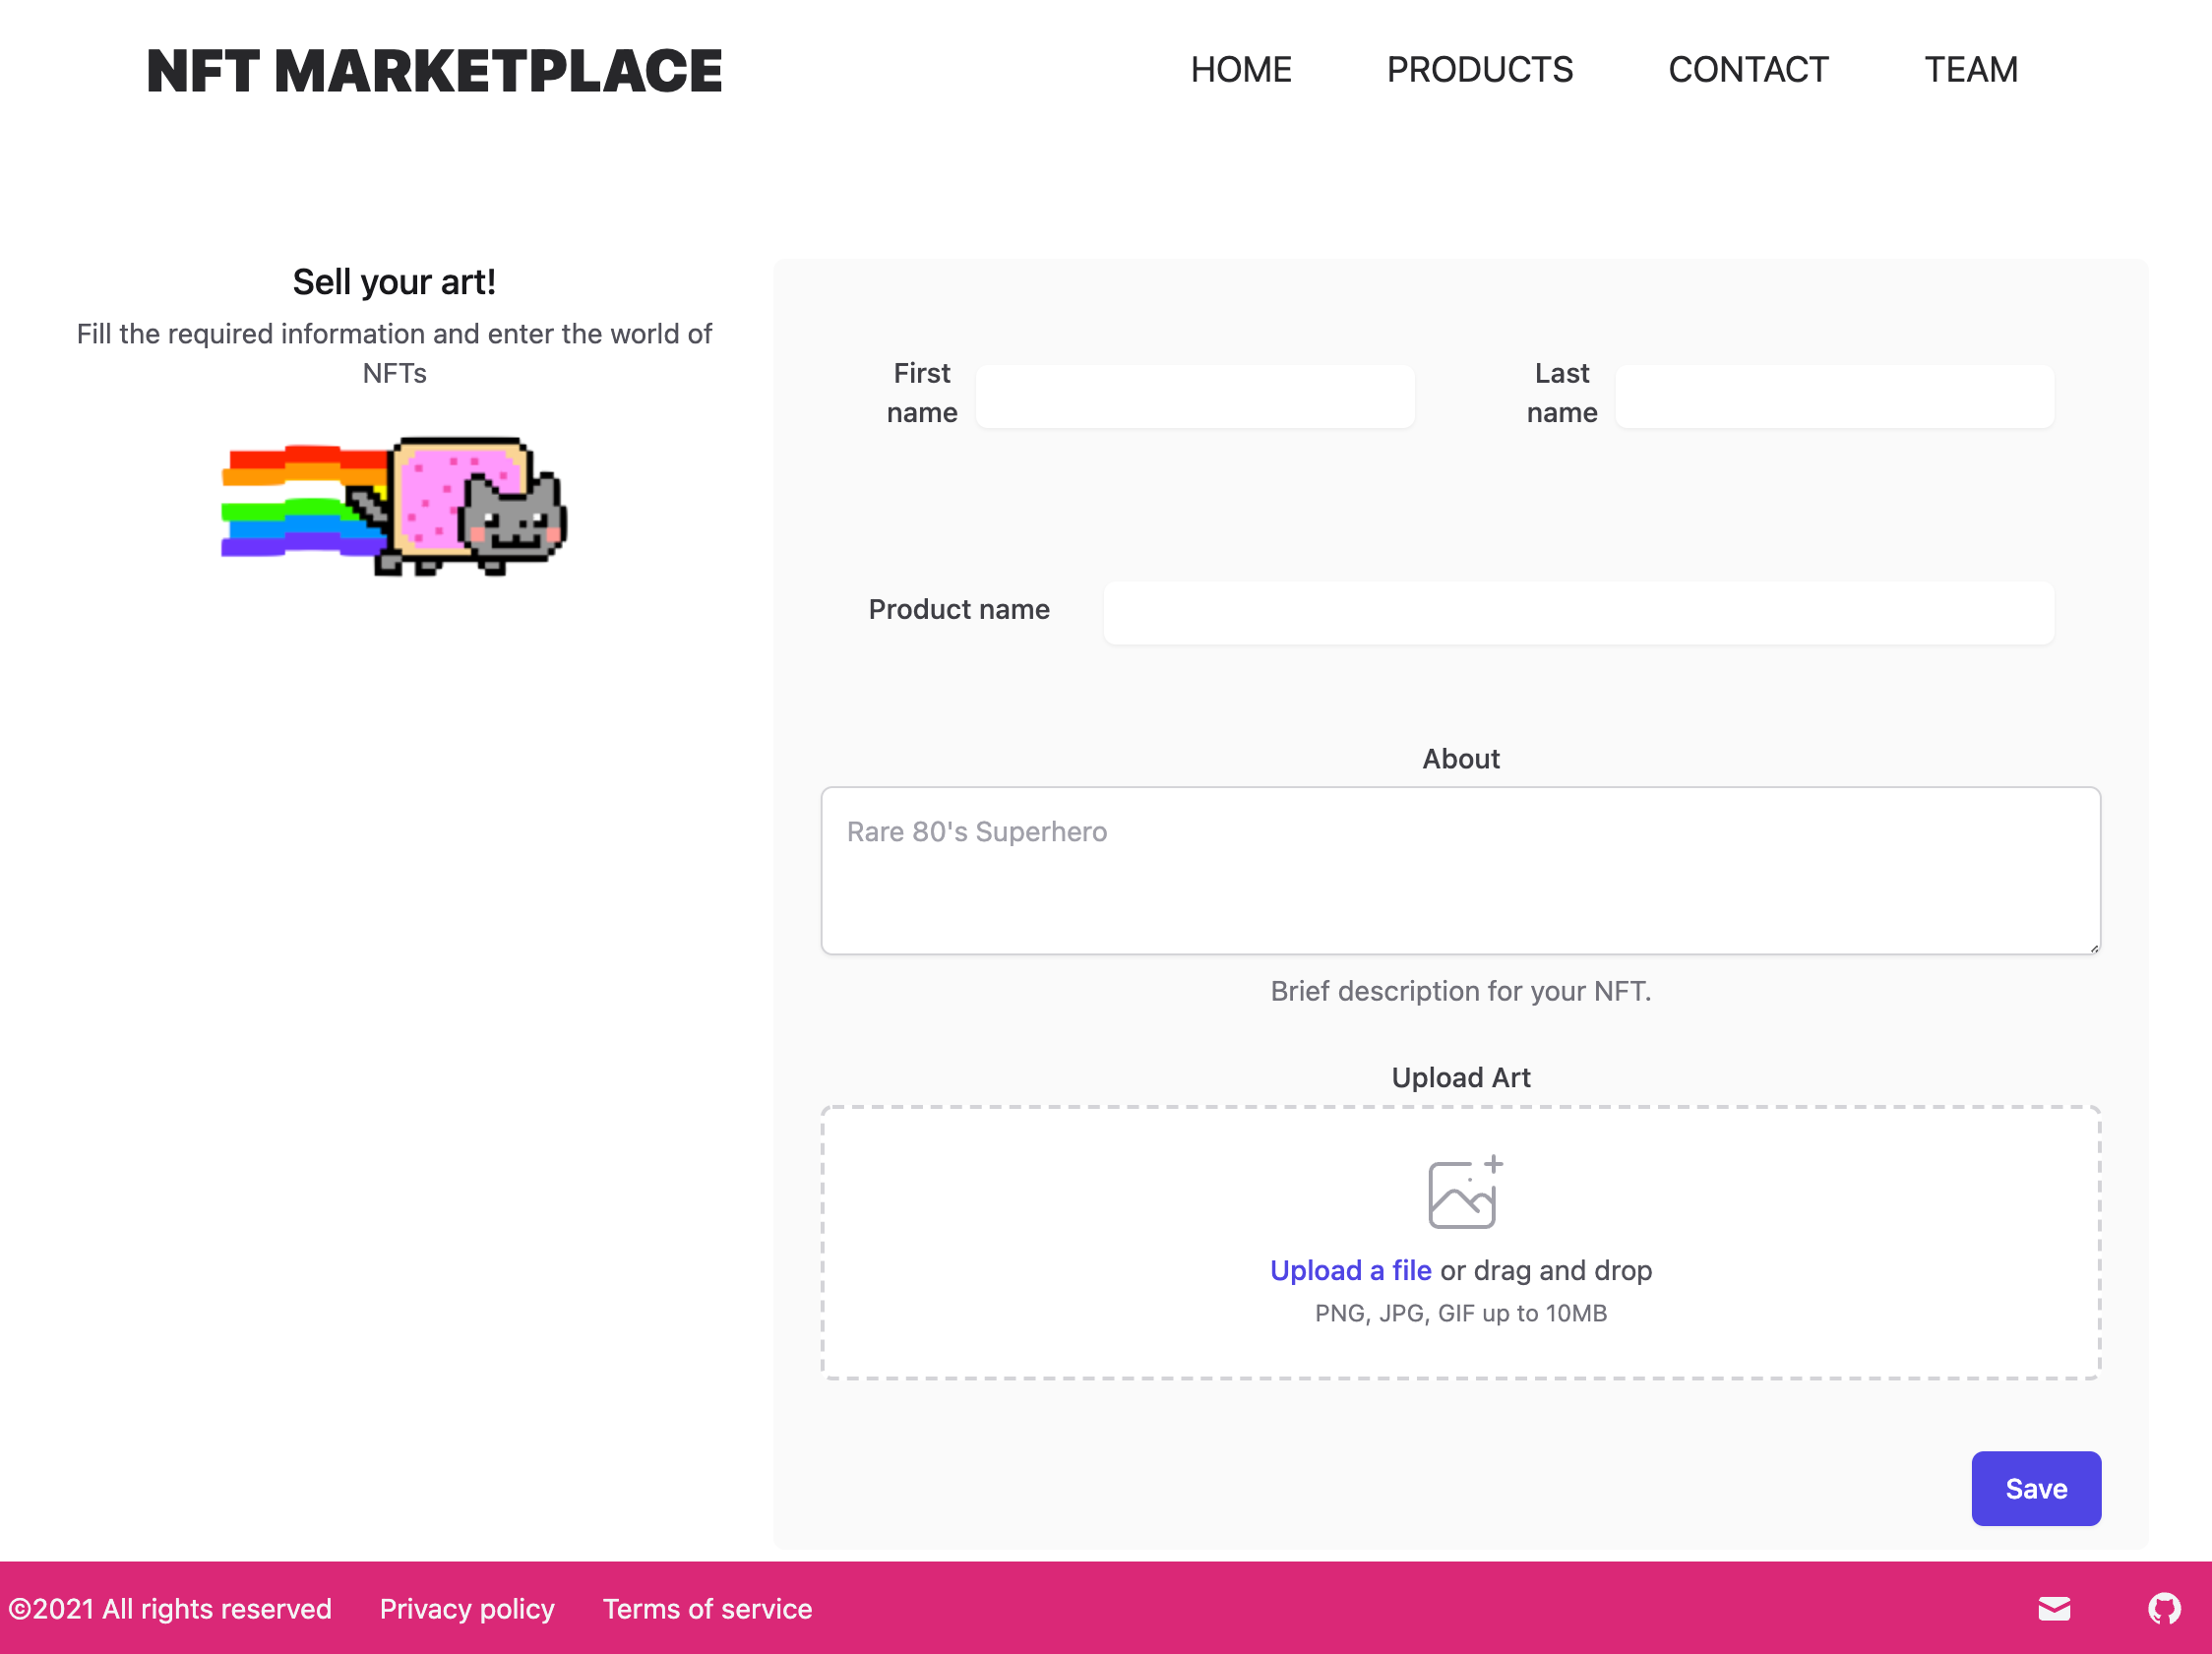 NFT MARKETPLACE
HOME PRODUCTS CONTACT TEAM
Sell your art!
Fill the required information and enter the world of
NFTs
First
name
Last
name
Product name
About
Rare 80's Superhero
Brief description for your NFT.
Upload Art
Upload a file or drag and drop
PNG, JPG, GIF up to 10MB
Save
©2021 All rights reserved Privacy policy Terms of service